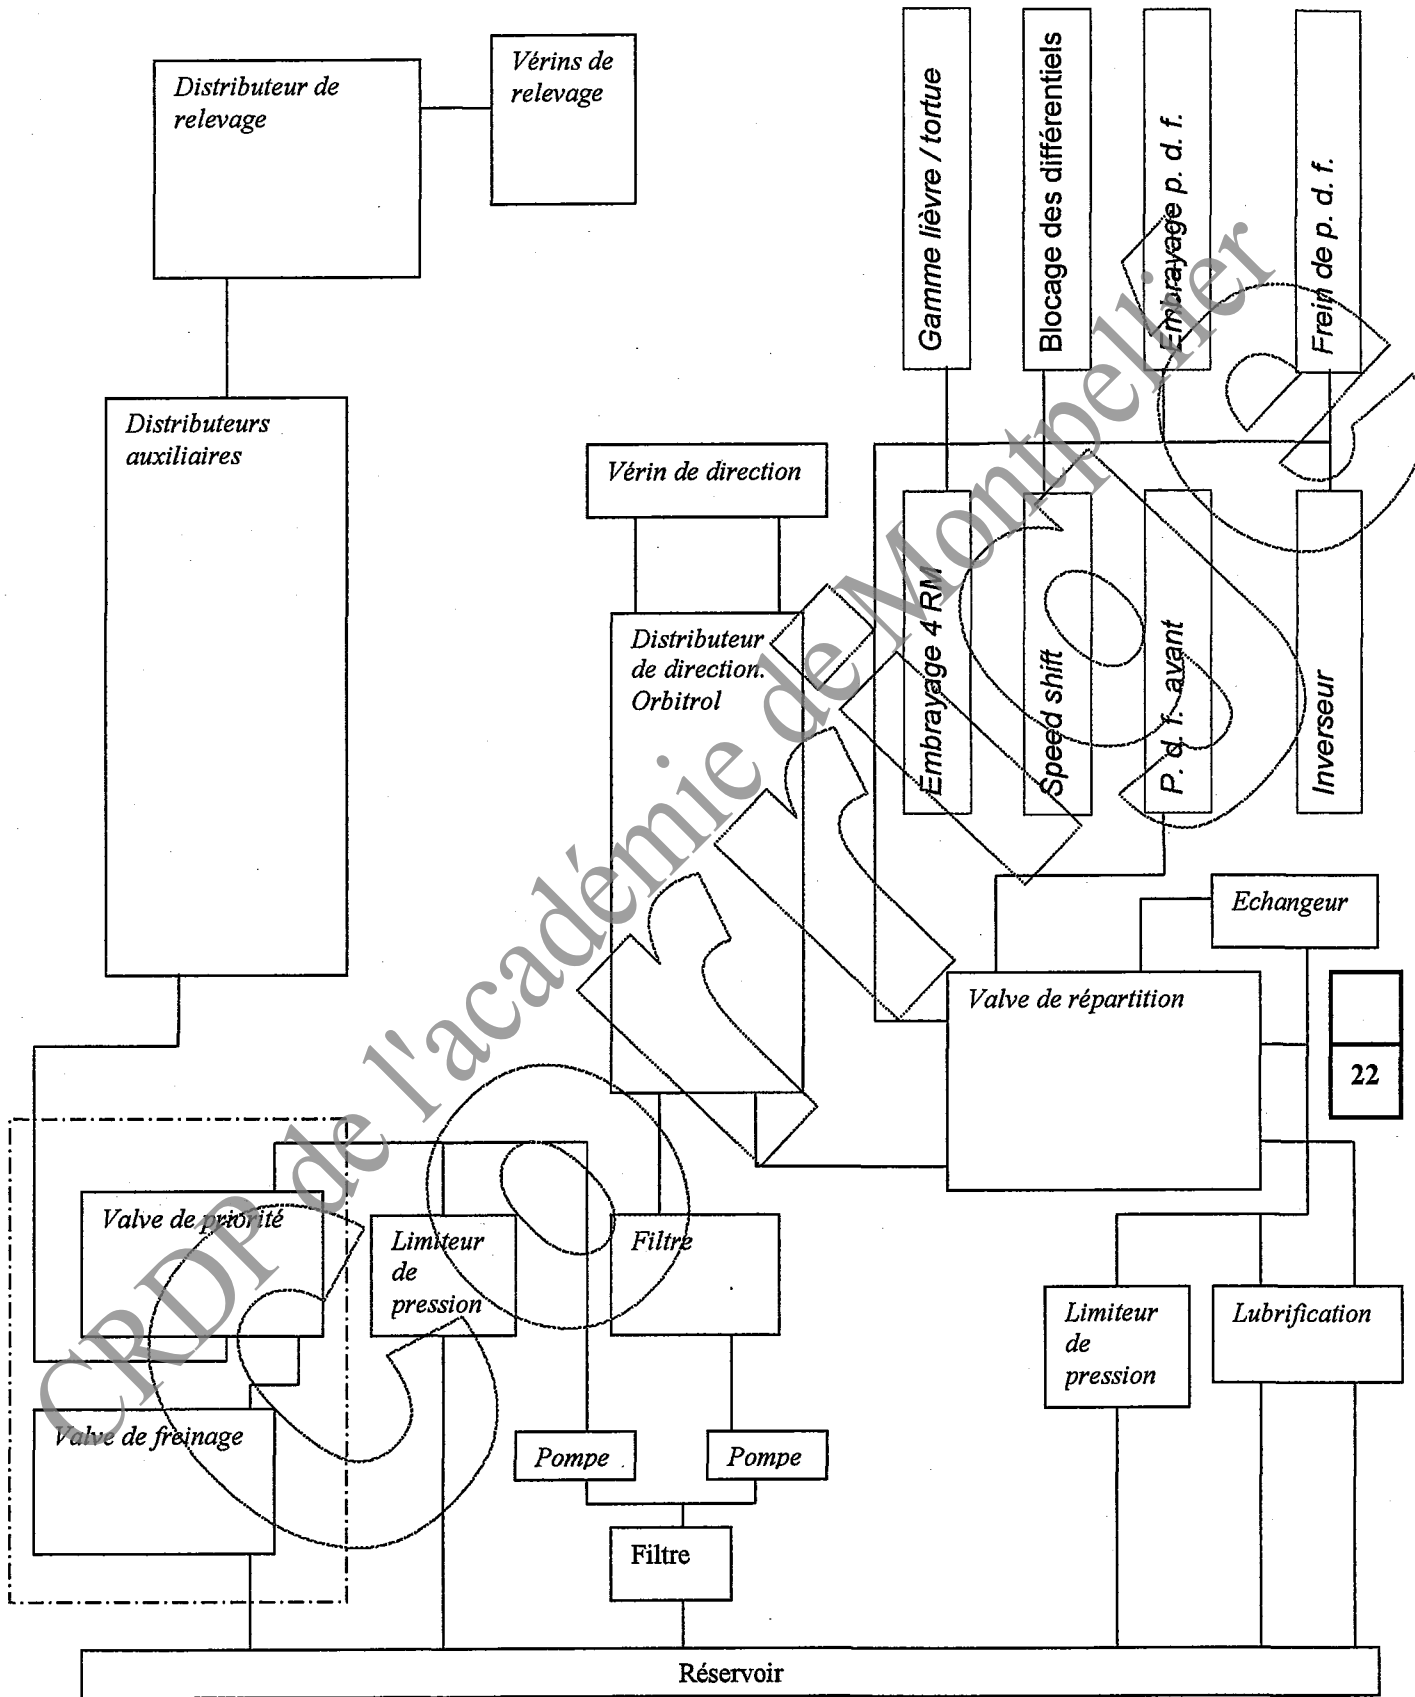 Distributeur de
relevage
Vérins de
relevage
Gamme lièvre / tortue
Blocage des différentiels
Embrayage p. d. f.
Frein de p. d. f.
Distributeurs
auxiliaires
Vérin de direction
Distributeur
de direction.
Orbitrol
Embrayage 4 RM
Speed shift
P. d. f. avant
Inverseur
Echangeur
Valve de répartition
22
Valve de priorité
Limiteur
de
pression
Filtre
Limiteur
de
pression
Lubrification
Valve de freinage
Pompe
Pompe
Filtre
Réservoir
CRDP de l'académie de Montpellier